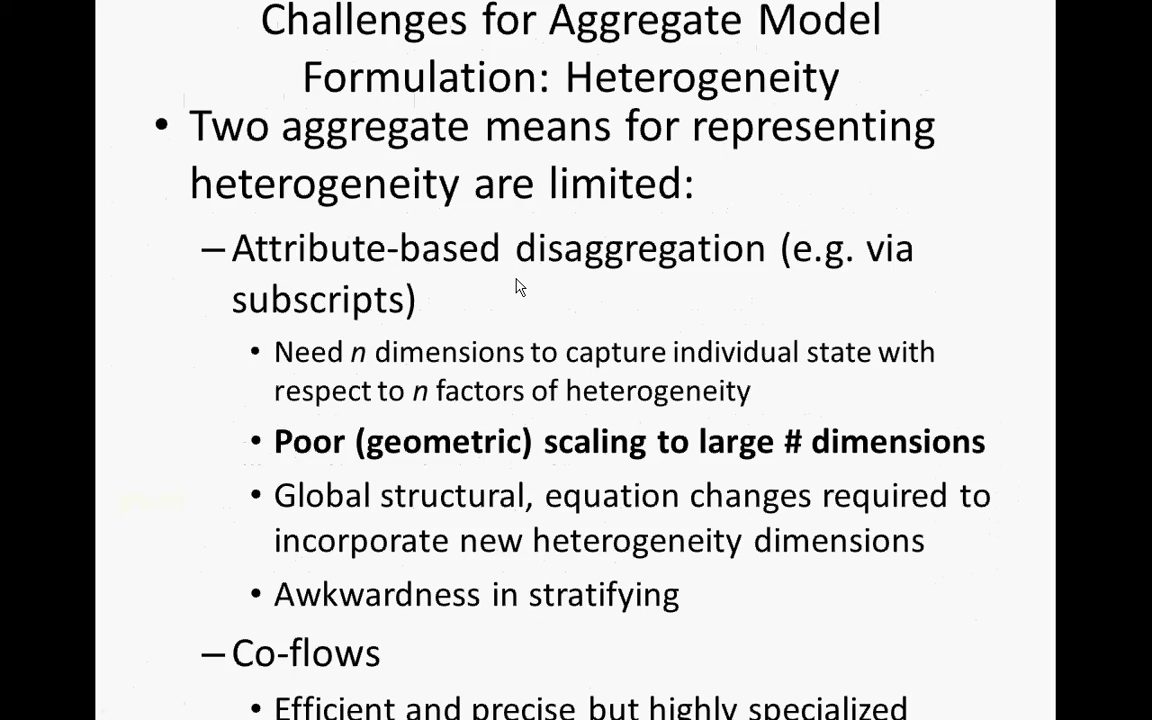 Challenges for Aggregate Model
Formulation: Heterogeneity
• Two aggregate means for representing
heterogeneity are limited:
– Attribute-based disaggregation (e.g. via
subscripts)
• Need n dimensions to capture individual state with
respect to n factors of heterogeneity
• Poor (geometric) scaling to large # dimensions
• Global structural, equation changes required to
incorporate new heterogeneity dimensions
• Awkwardness in stratifying
– Co-flows
• Efficient and precise but highly specialized